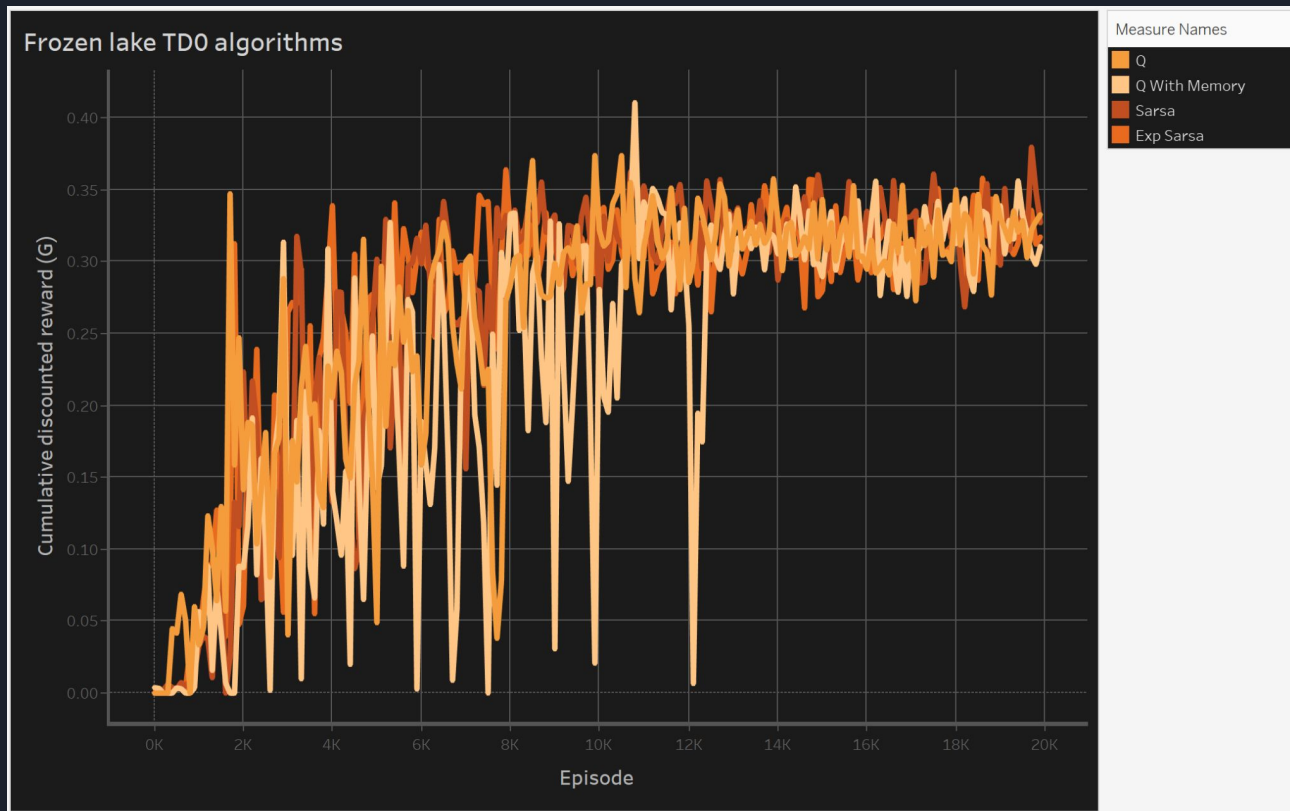 Frozen lake TD0 algorithms
Measure Names
Q
Q With Memory
Sarsa
Exp Sarsa
Cumulative discounted reward (G)
0.40
0.35
0.30
0.25
0.20
0.15
0.10
0.05
0.00
0K 2K 4K 6K 8K 10K 12K 14K 16K 18K 20K
Episode